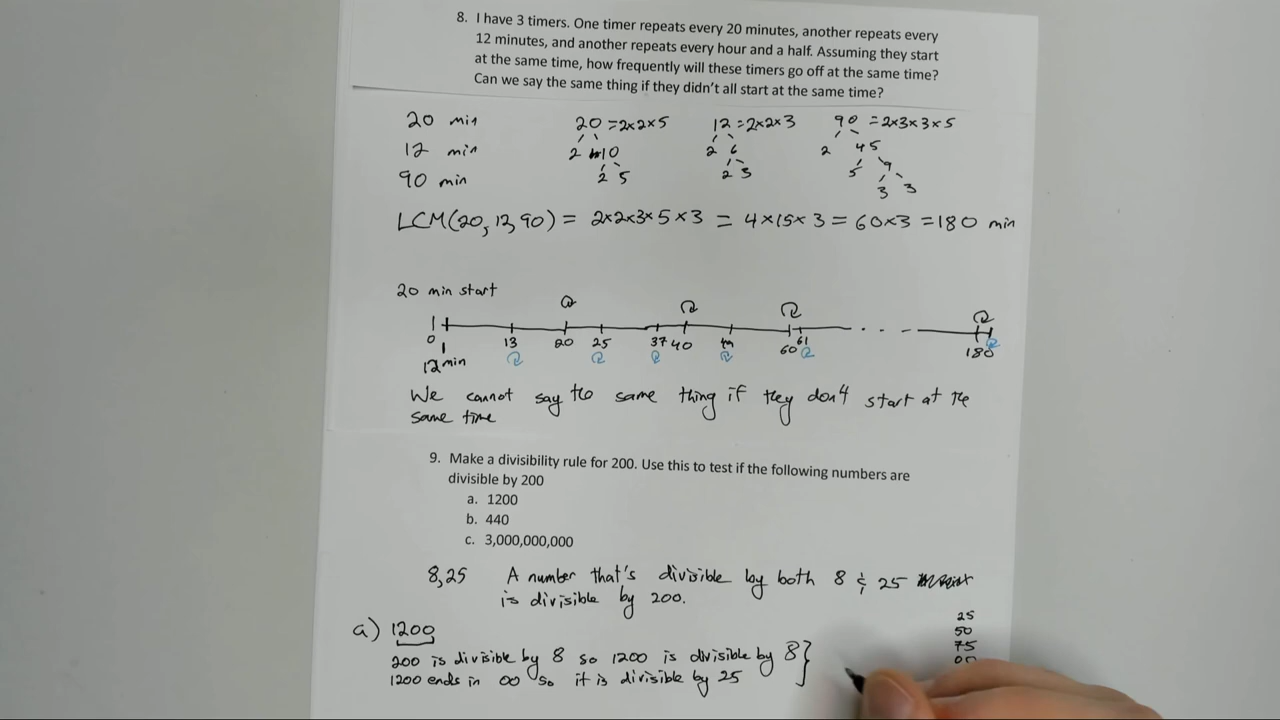 8. I have 3 timers. One timer repeats every 20 minutes, another repeats every
12 minutes, and another repeats every hour and a half. Assuming they start
at the same time, how frequently will these timers go off at the same time?
Can we say the same thing if they didn't all start at the same time?
20 min
12 min
90 min
20 = 2x2x5
2 10
2 5
12 = 2x2x3
2 6
2 3
90 = 2x3x3x5
2 45
5 9
3 3
LCM(20, 12, 90) = 2x2x3x5x3 = 4x15x3 = 60x3 = 180 min
20 min start
0 13 20 25 37 40 60 61 180
12 min
We cannot say the same thing if they don't start at the
same time
9. Make a divisibility rule for 200. Use this to test if the following numbers are
divisible by 200
a. 1200
b. 440
c. 3,000,000,000
8,25 A number that's divisible by both 8 & 25
is divisible by 200.
a) 1200
200 is divisible by 8 so 1200 is divisible by 8
1200 ends in 00 so it is divisible by 25
25
50
75
00